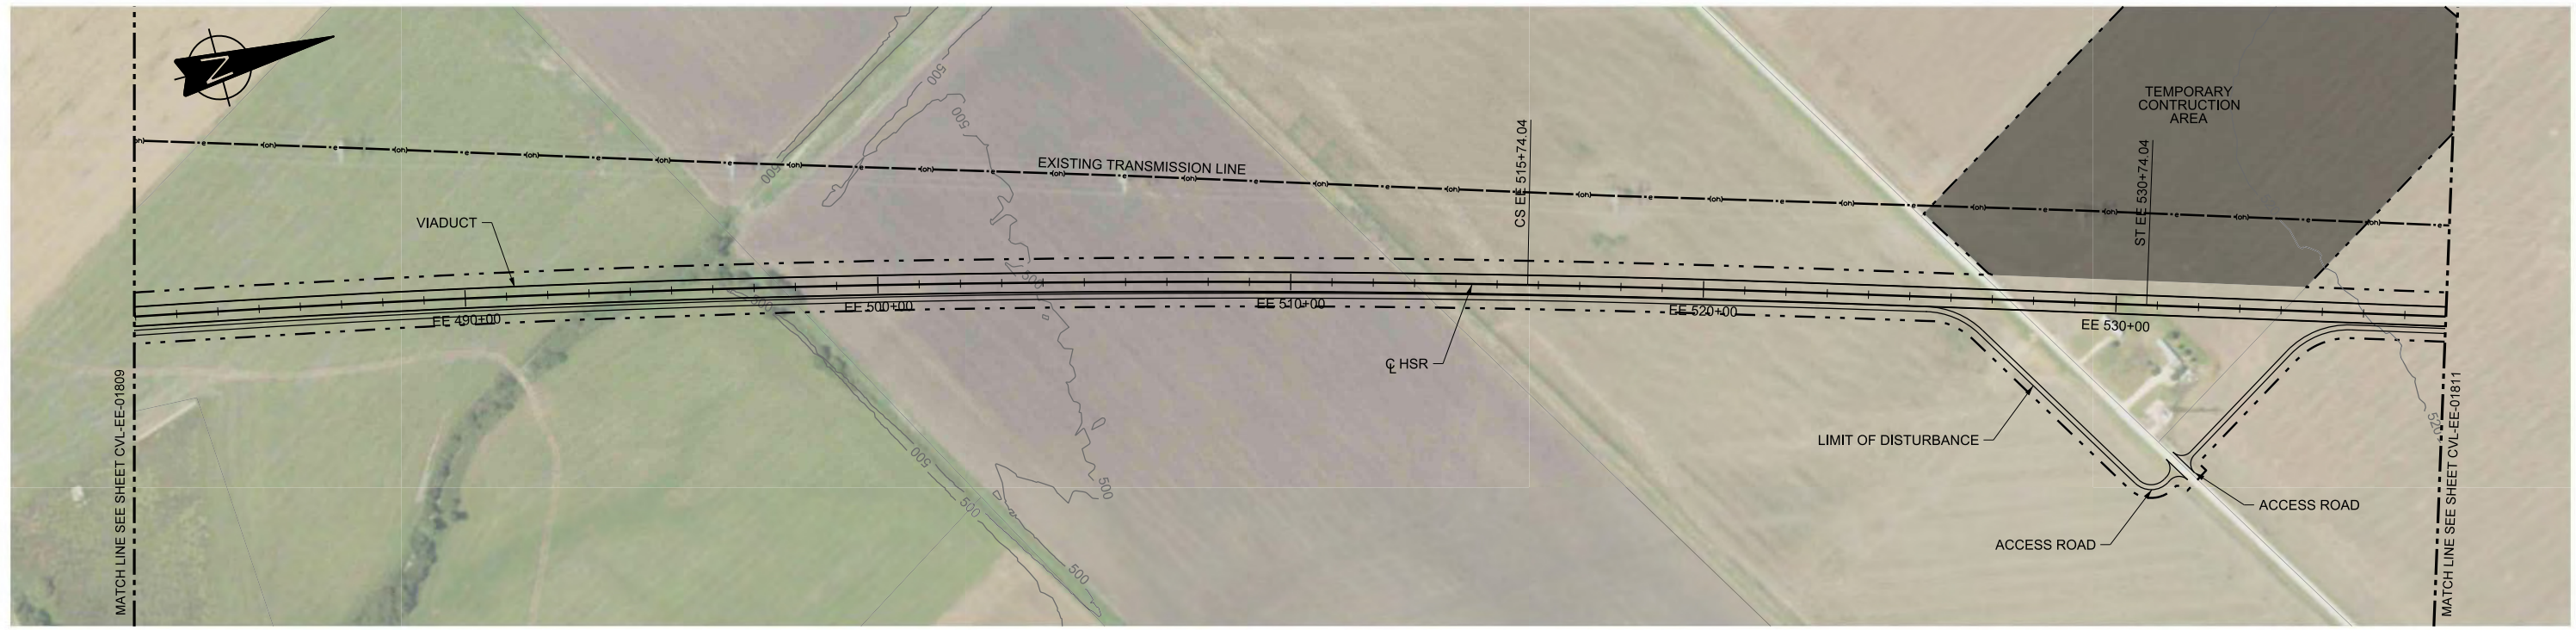 N
TEMPORARY
CONTRUCTION
AREA
EXISTING TRANSMISSION LINE
CS EE 515+74.04
ST EE 530+74.04
VIADUCT
EE 490+00
EE 500+00
EE 510+00
EE 520+00
EE 530+00
℄ HSR
LIMIT OF DISTURBANCE
ACCESS ROAD
ACCESS ROAD
MATCH LINE SEE SHEET CVL-EE-01809
MATCH LINE SEE SHEET CVL-EE-01811
500
500
500
500
500
500
500
500
500
520